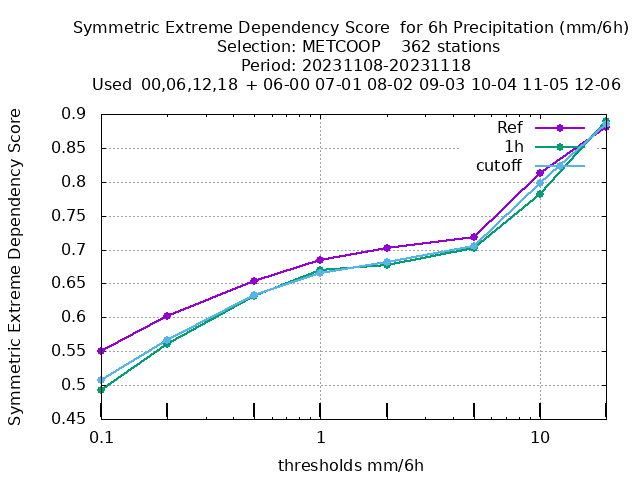 Symmetric Extreme Dependency Score for 6h Precipitation (mm/6h)
Selection: METCOOP 362 stations
Period: 20231108-20231118
Used 00,06,12,18 + 06-00 07-01 08-02 09-03 10-04 11-05 12-06
Symmetric Extreme Dependency Score
0.9
0.85
0.8
0.75
0.7
0.65
0.6
0.55
0.5
0.45
Ref
1h
cutoff
0.1 1 10
thresholds mm/6h